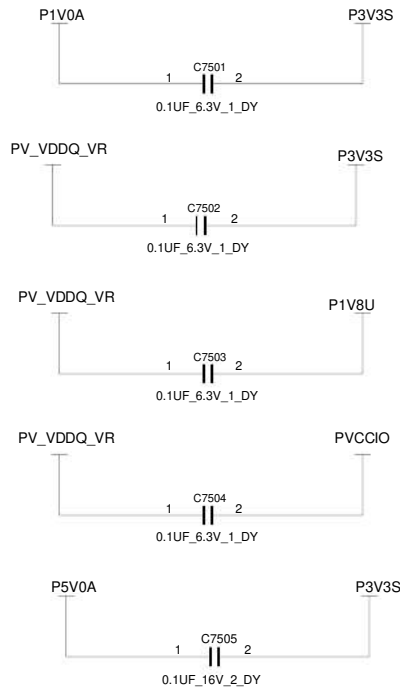 P1V0A P3V3S
C7501
1 2
0.1UF_6.3V_1_DY
PV_VDDQ_VR P3V3S
C7502
1 2
0.1UF_6.3V_1_DY
PV_VDDQ_VR P1V8U
C7503
1 2
0.1UF_6.3V_1_DY
PV_VDDQ_VR PVCCIO
C7504
1 2
0.1UF_6.3V_1_DY
P5V0A P3V3S
C7505
1 2
0.1UF_16V_2_DY